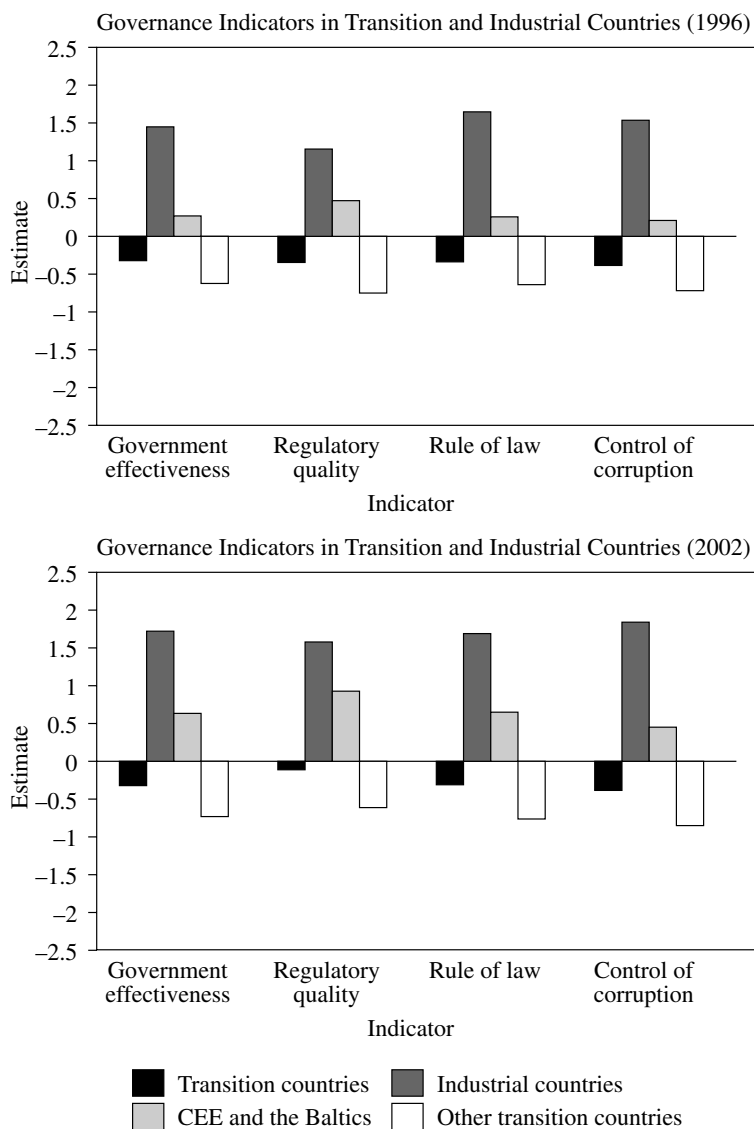 Governance Indicators in Transition and Industrial Countries (1996)
2.5
2
1.5
1
0.5
0
–0.5
–1
–1.5
–2
–2.5
Estimate
Government effectiveness
Regulatory quality
Rule of law
Control of corruption
Indicator
Governance Indicators in Transition and Industrial Countries (2002)
2.5
2
1.5
1
0.5
0
–0.5
–1
–1.5
–2
–2.5
Estimate
Government effectiveness
Regulatory quality
Rule of law
Control of corruption
Indicator
Transition countries
Industrial countries
CEE and the Baltics
Other transition countries